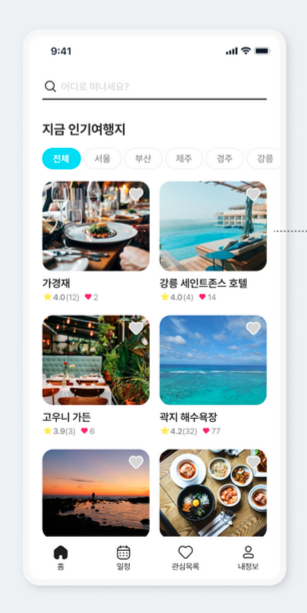 9:41
어디로 떠나세요?
지금 인기여행지
전체 서울 부산 제주 경주 강릉
가경재 강릉 세인트존스 호텔
4.0(12) 2 4.0(4) 14
고우니 가든 곽지 해수욕장
3.9(3) 6 4.2(32) 77
홈 일정 관심목록 내정보